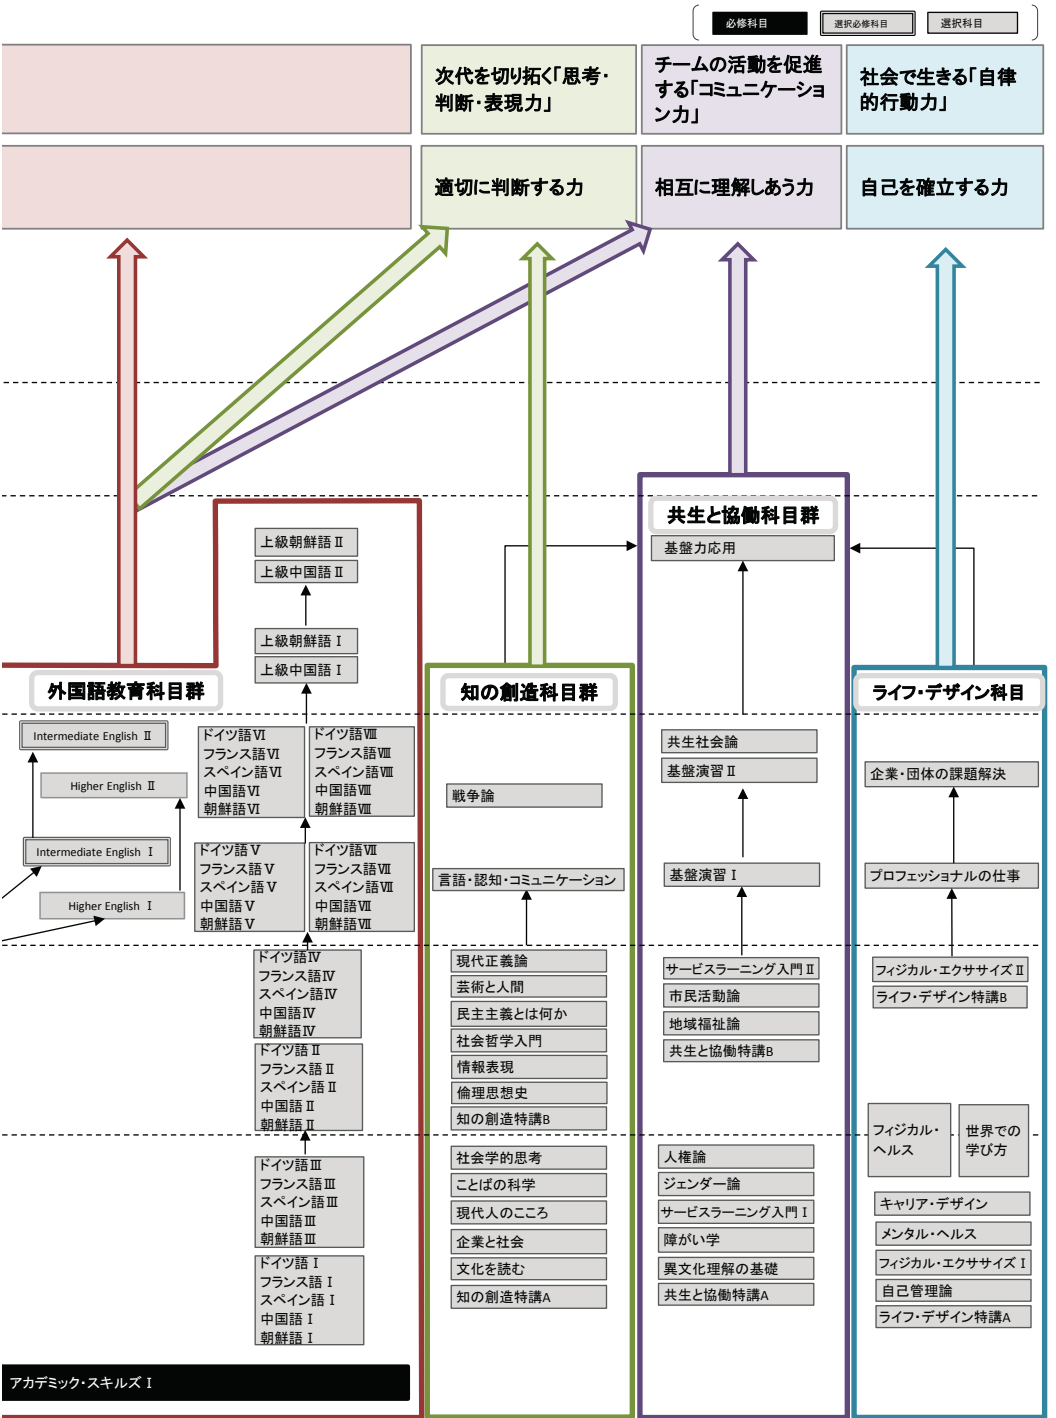 必修科目
選択必修科目
選択科目
次代を切り拓く「思考・
判断・表現力」
チームの活動を促進
する「コミュニケーショ
ン力」
社会で生きる「自律
的行動力」
適切に判断する力
相互に理解しあう力
自己を確立する力
外国語教育科目群
上級朝鮮語Ⅱ
上級中国語Ⅱ
上級朝鮮語Ⅰ
上級中国語Ⅰ
Intermediate English Ⅱ
Higher English Ⅱ
Intermediate English Ⅰ
Higher English Ⅰ
ドイツ語Ⅵ
フランス語Ⅵ
スペイン語Ⅵ
中国語Ⅵ
朝鮮語Ⅵ
ドイツ語Ⅷ
フランス語Ⅷ
スペイン語Ⅷ
中国語Ⅷ
朝鮮語Ⅷ
ドイツ語Ⅴ
フランス語Ⅴ
スペイン語Ⅴ
中国語Ⅴ
朝鮮語Ⅴ
ドイツ語Ⅶ
フランス語Ⅶ
スペイン語Ⅶ
中国語Ⅶ
朝鮮語Ⅶ
ドイツ語Ⅳ
フランス語Ⅳ
スペイン語Ⅳ
中国語Ⅳ
朝鮮語Ⅳ
ドイツ語Ⅱ
フランス語Ⅱ
スペイン語Ⅱ
中国語Ⅱ
朝鮮語Ⅱ
ドイツ語Ⅲ
フランス語Ⅲ
スペイン語Ⅲ
中国語Ⅲ
朝鮮語Ⅲ
ドイツ語Ⅰ
フランス語Ⅰ
スペイン語Ⅰ
中国語Ⅰ
朝鮮語Ⅰ
アカデミック・スキルズⅠ
知の創造科目群
戦争論
言語・認知・コミュニケーション
現代正義論
芸術と人間
民主主義とは何か
社会哲学入門
情報表現
倫理思想史
知の創造特講B
社会学的思考
ことばの科学
現代人のこころ
企業と社会
文化を読む
知の創造特講A
共生と協働科目群
基盤力応用
共生社会論
基盤演習Ⅱ
基盤演習Ⅰ
サービスラーニング入門Ⅱ
市民活動論
地域福祉論
共生と協働特講B
人権論
ジェンダー論
サービスラーニング入門Ⅰ
障がい学
異文化理解の基礎
共生と協働特講A
ライフ・デザイン科目
企業・団体の課題解決
プロフェッショナルの仕事
フィジカル・エクササイズⅡ
ライフ・デザイン特講B
フィジカル・
ヘルス
世界での
学び方
キャリア・デザイン
メンタル・ヘルス
フィジカル・エクササイズⅠ
自己管理論
ライフ・デザイン特講A